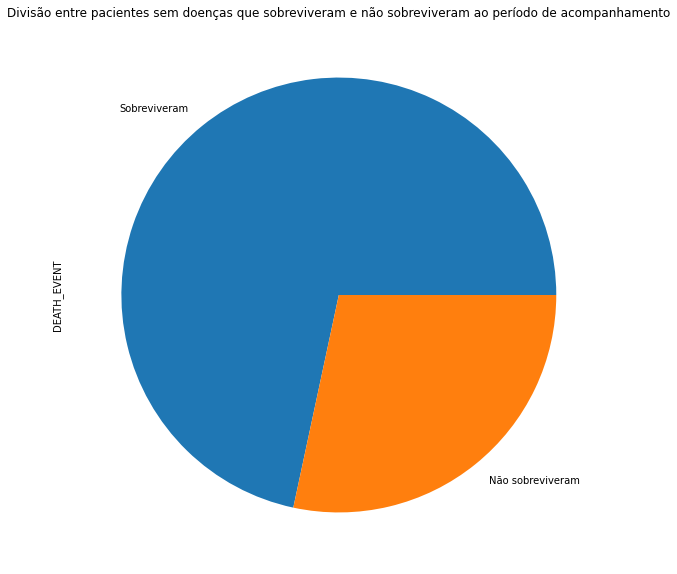 Divisão entre pacientes sem doenças que sobreviveram e não sobreviveram ao período de acompanhamento
Sobreviveram
DEATH_EVENT
Não sobreviveram